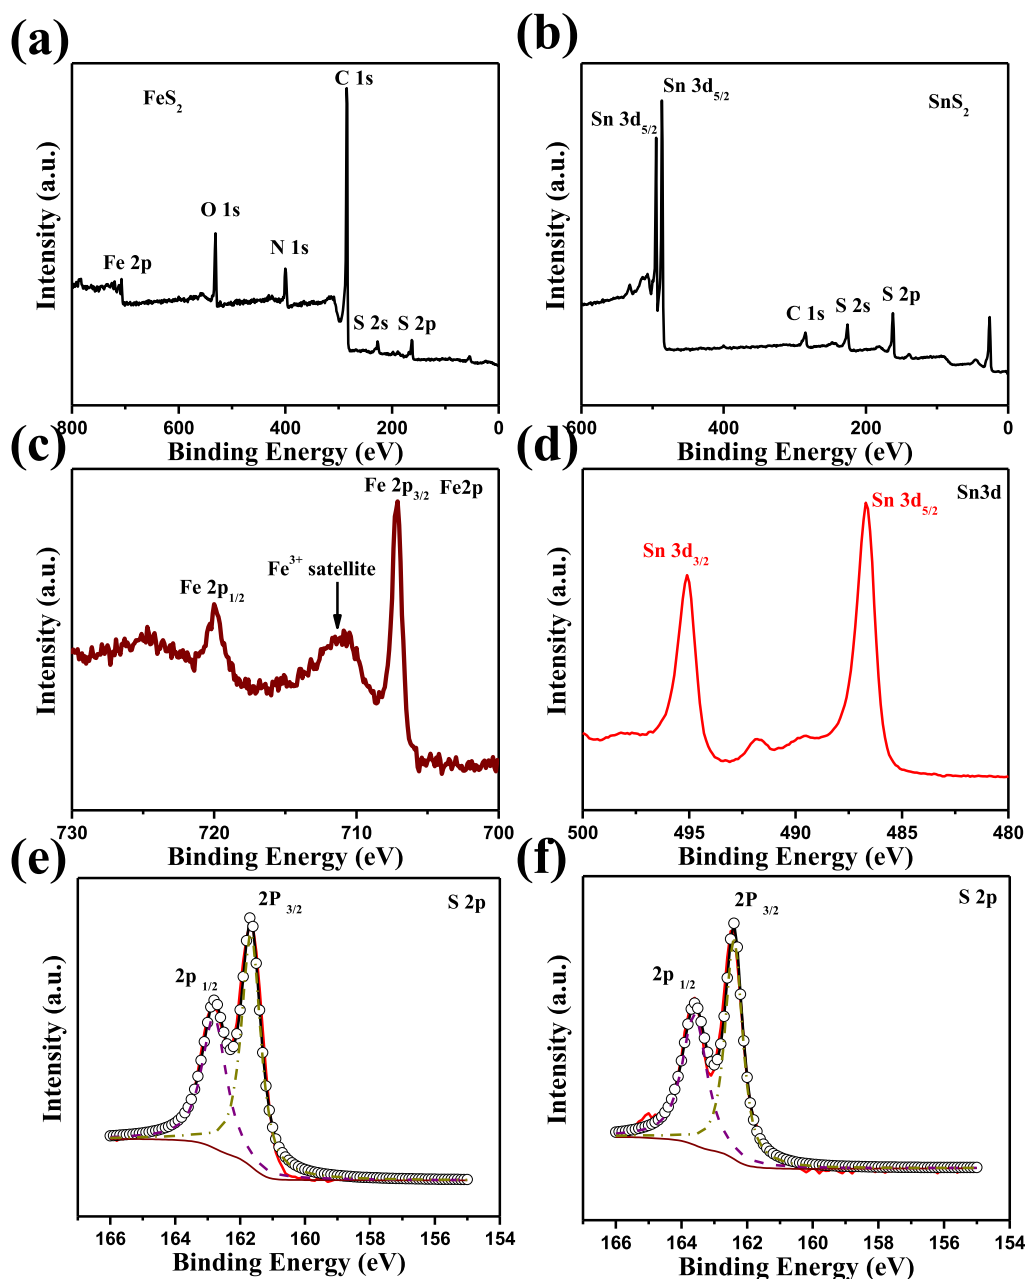 (a)
FeS2
C 1s
O 1s
N 1s
Fe 2p
S 2s
S 2p
Intensity (a.u.)
800 600 400 200 0
Binding Energy (eV)
(b)
Sn 3d5/2
Sn 3d5/2
SnS2
C 1s
S 2s
S 2p
Intensity (a.u.)
600 400 200 0
Binding Energy (eV)
(c)
Fe 2p3/2
Fe2p
Fe3+ satellite
Fe 2p1/2
Intensity (a.u.)
730 720 710 700
Binding Energy (eV)
(d)
Sn 3d5/2
Sn3d
Sn 3d3/2
Intensity (a.u.)
500 495 490 485 480
Binding Energy (eV)
(e)
2P 3/2
S 2p
2p 1/2
Intensity (a.u.)
166 164 162 160 158 156 154
Binding Energy (eV)
(f)
2P 3/2
S 2p
2p 1/2
Intensity (a.u.)
166 164 162 160 158 156 154
Binding Energy (eV)